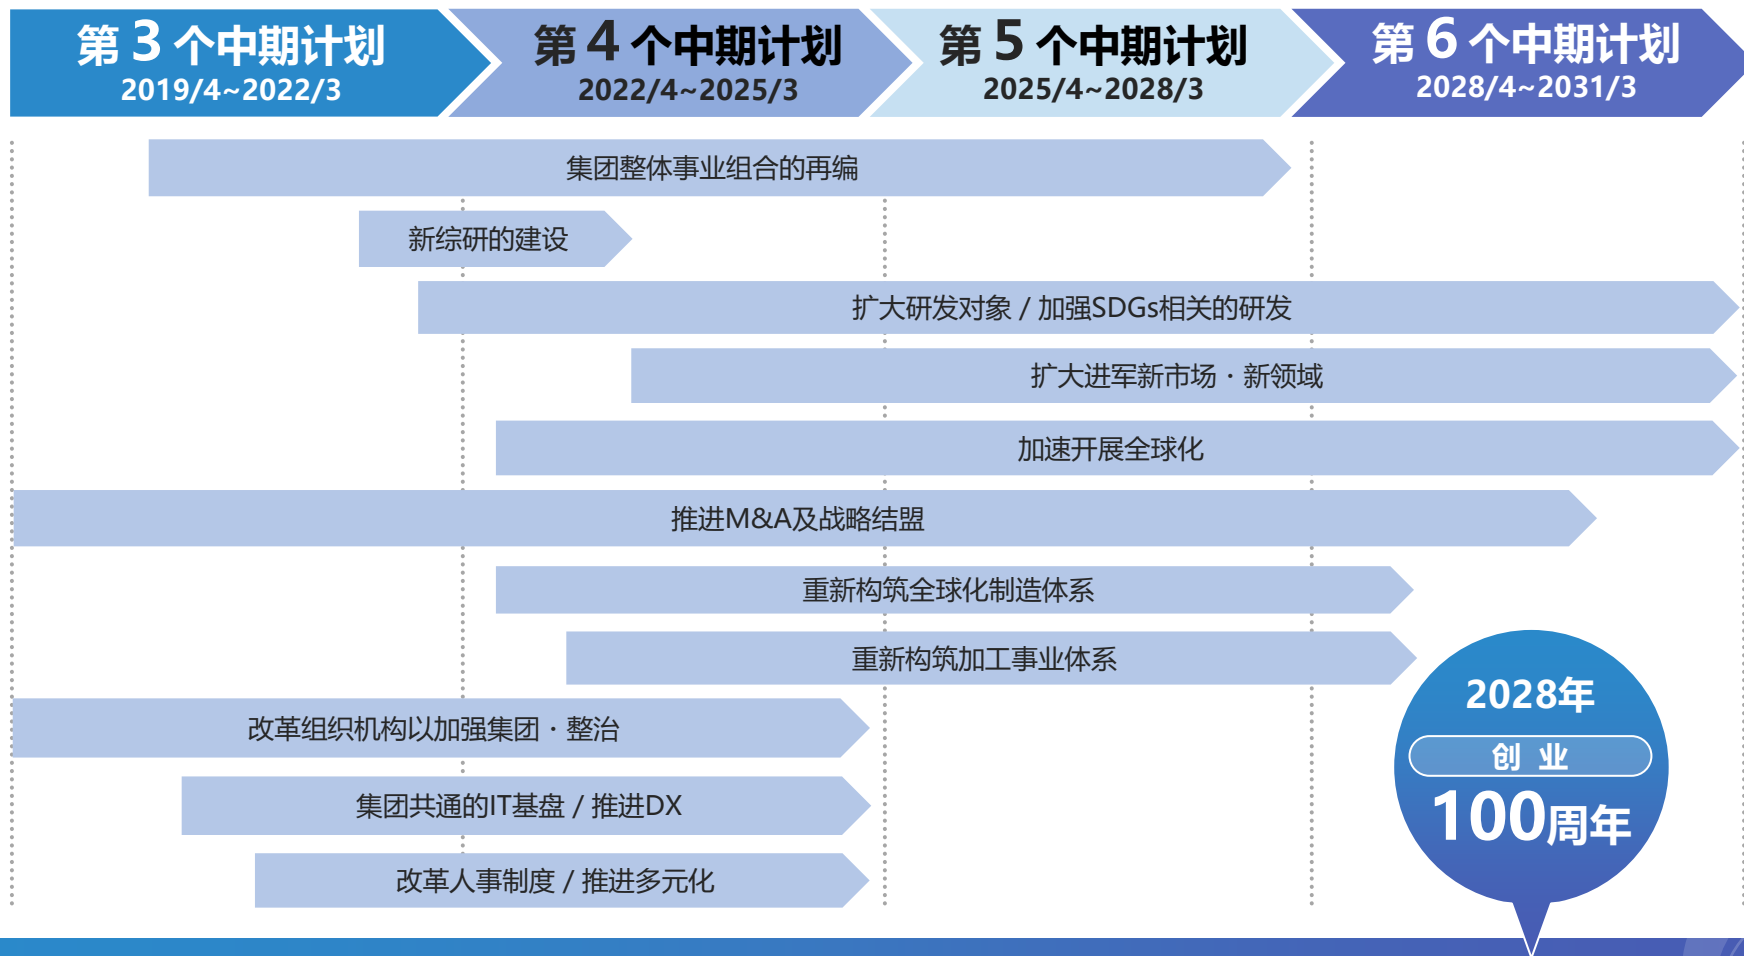 第3个中期计划
2019/4~2022/3
第4个中期计划
2022/4~2025/3
第5个中期计划
2025/4~2028/3
第6个中期计划
2028/4~2031/3
集团整体事业组合的再编
新综研的建设
扩大研发对象 / 加强SDGs相关的研发
扩大进军新市场・新领域
加速开展全球化
推进M&A及战略结盟
重新构筑全球化制造体系
重新构筑加工事业体系
改革组织机构以加强集团・整治
集团共通的IT基盘 / 推进DX
改革人事制度 / 推进多元化
2028年
创 业
100周年